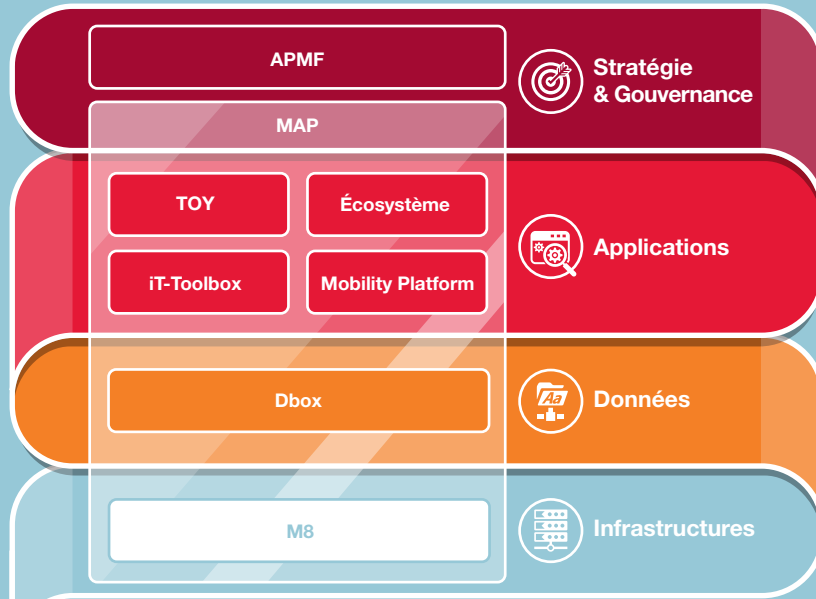 APMF
Stratégie
& Gouvernance
MAP
TOY
Écosystème
iT-Toolbox
Mobility Platform
Applications
Dbox
Données
M8
Infrastructures